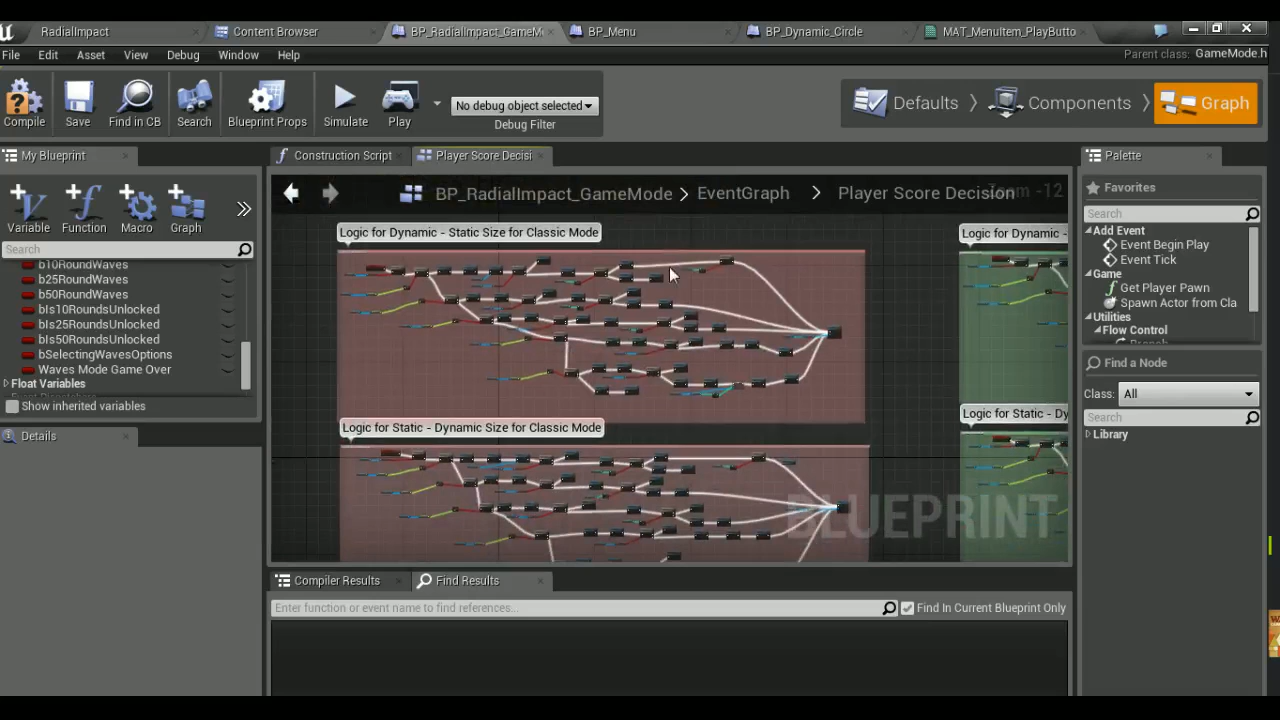 RadialImpact
Content Browser
BP_RadialImpact_GameM
BP_Menu
BP_Dynamic_Circle
MAT_MenuItem_PlayButto
File Edit Asset View Window Debug Help
Parent class: GameMode.h
Compile
Save
Find in CB
Search
Blueprint Props
Simulate
Play
No debug object selected
Debug Filter
Defaults
Components
Graph
My Blueprint
Variable
Function
Macro
Graph
Search
b10RoundWaves
b25RoundWaves
b50RoundWaves
bIs10RoundsUnlocked
bIs25RoundsUnlocked
bIs50RoundsUnlocked
bSelectingWavesOptions
Waves Mode Game Over
Float Variables
Show inherited variables
Details
Construction Script
Player Score Decisi
BP_RadialImpact_GameMode > EventGraph > Player Score Decision
Zoom -12
Logic for Dynamic - Static Size for Classic Mode
Logic for Dynamic -
Logic for Static - Dynamic Size for Classic Mode
Logic for Static - Dy
BLUEPRINT
Compiler Results
Find Results
Enter function or event name to find references...
Find In Current Blueprint Only
Palette
Favorites
Search
Add Event
Event Begin Play
Event Tick
Game
Get Player Pawn
Spawn Actor from Cla
Utilities
Flow Control
Find a Node
Class: All
Search
Library